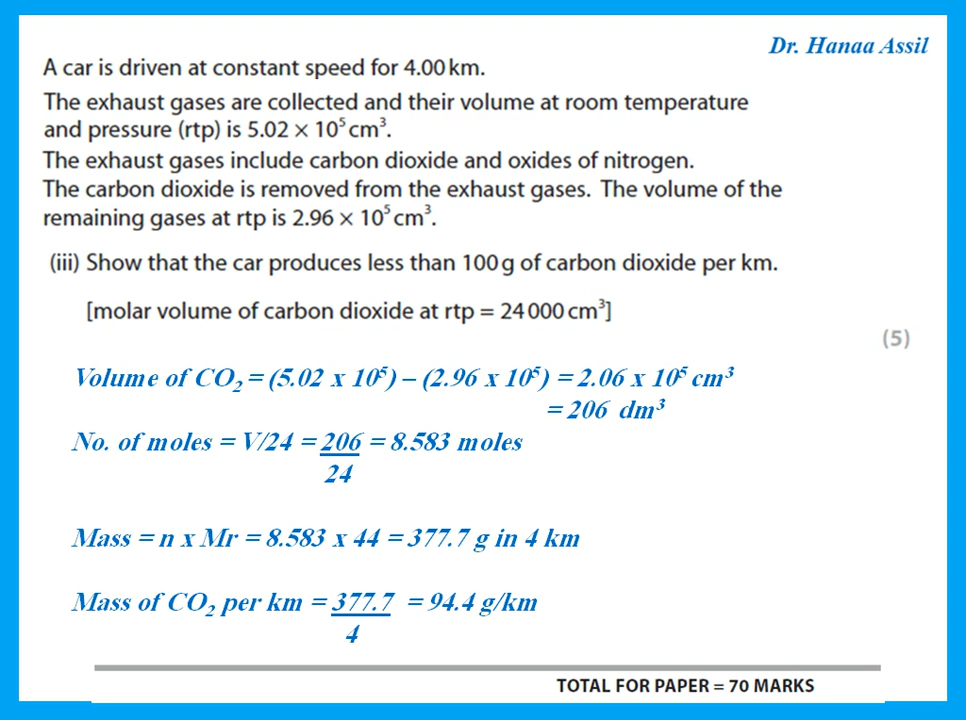 Dr. Hanaa Assil
A car is driven at constant speed for 4.00 km.
The exhaust gases are collected and their volume at room temperature
and pressure (rtp) is 5.02 × 10⁵ cm³.
The exhaust gases include carbon dioxide and oxides of nitrogen.
The carbon dioxide is removed from the exhaust gases. The volume of the
remaining gases at rtp is 2.96 × 10⁵ cm³.
(iii) Show that the car produces less than 100 g of carbon dioxide per km.
[molar volume of carbon dioxide at rtp = 24 000 cm³]
(5)
Volume of CO₂ = (5.02 x 10⁵) – (2.96 x 10⁵) = 2.06 x 10⁵ cm³
= 206 dm³
No. of moles = V/24 = 206 = 8.583 moles
24
Mass = n x Mr = 8.583 x 44 = 377.7 g in 4 km
Mass of CO₂ per km = 377.7 = 94.4 g/km
4
TOTAL FOR PAPER = 70 MARKS